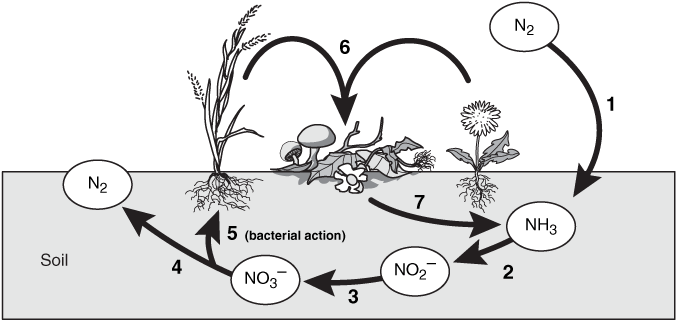 N2
6
1
N2
7
NH3
5 (bacterial action)
Soil
4
NO3–
3
NO2–
2